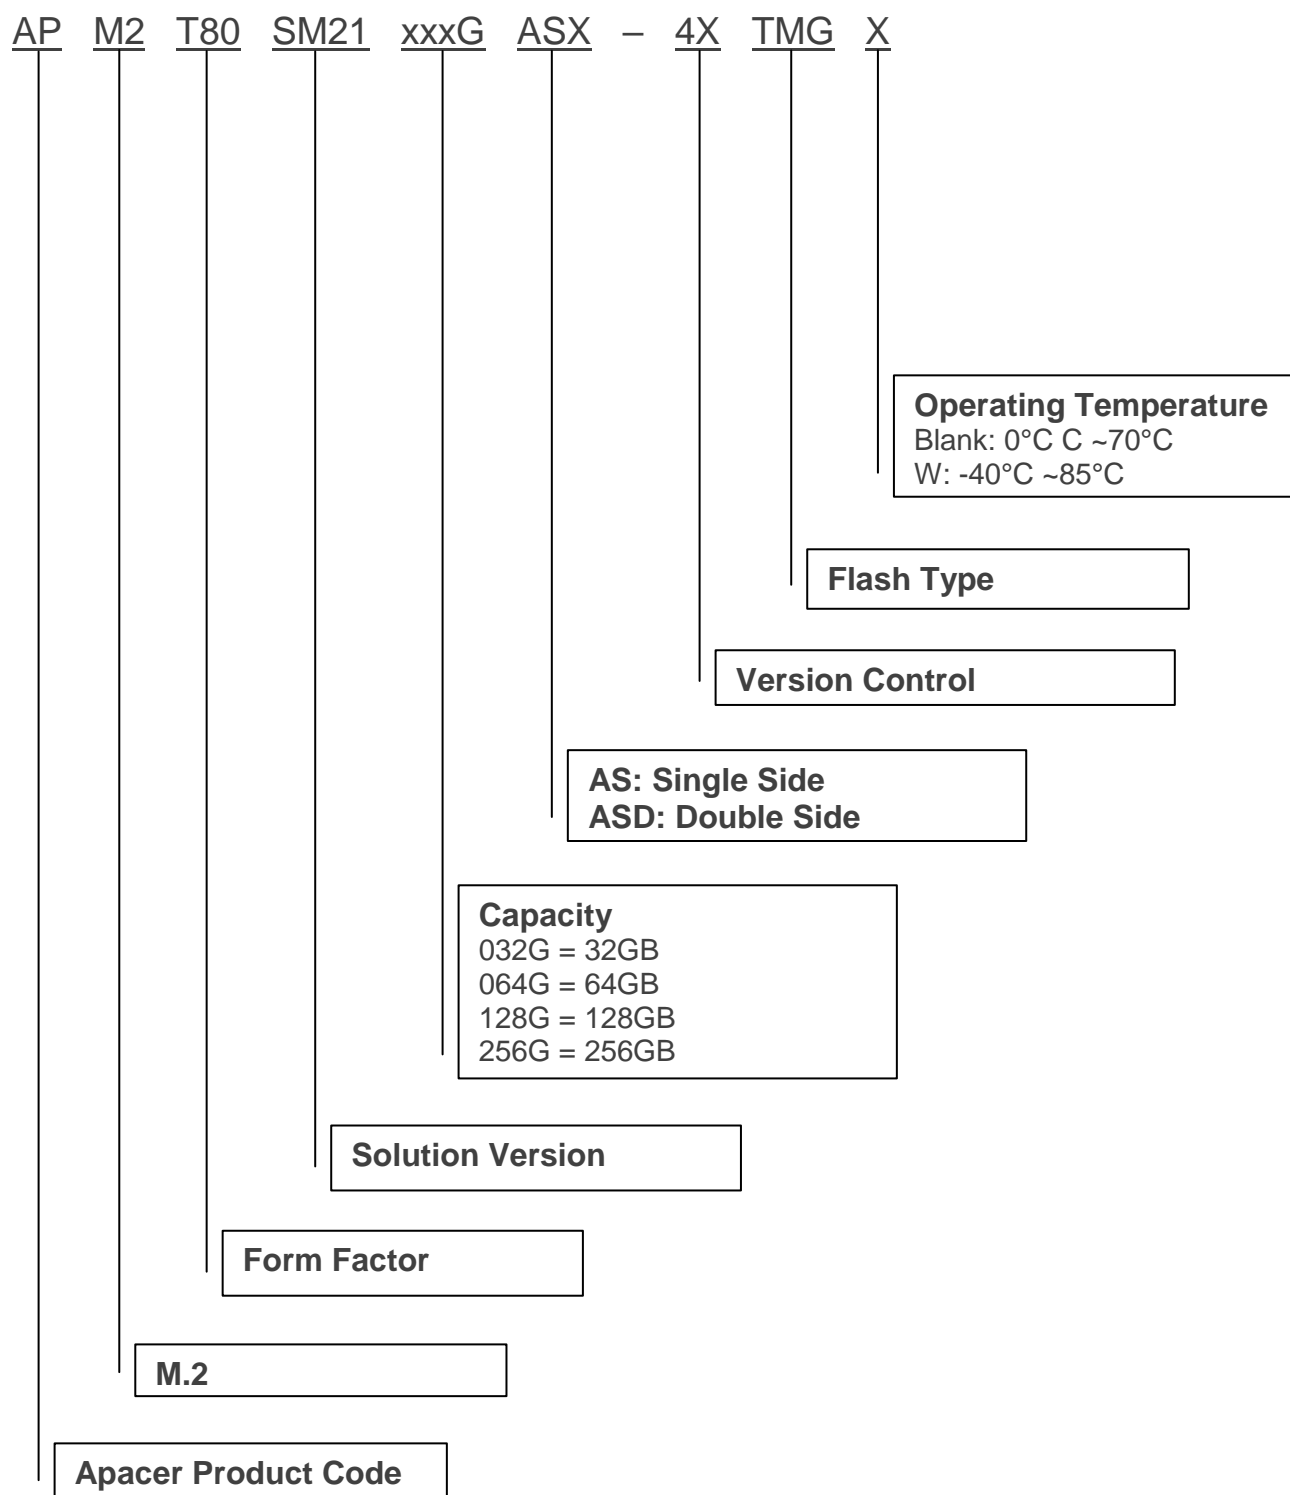 AP M2 T80 SM21 xxxG ASX – 4X TMG X
Operating Temperature
Blank: 0°C C ~70°C
W: -40°C ~85°C
Flash Type
Version Control
AS: Single Side
ASD: Double Side
Capacity
032G = 32GB
064G = 64GB
128G = 128GB
256G = 256GB
Solution Version
Form Factor
M.2
Apacer Product Code